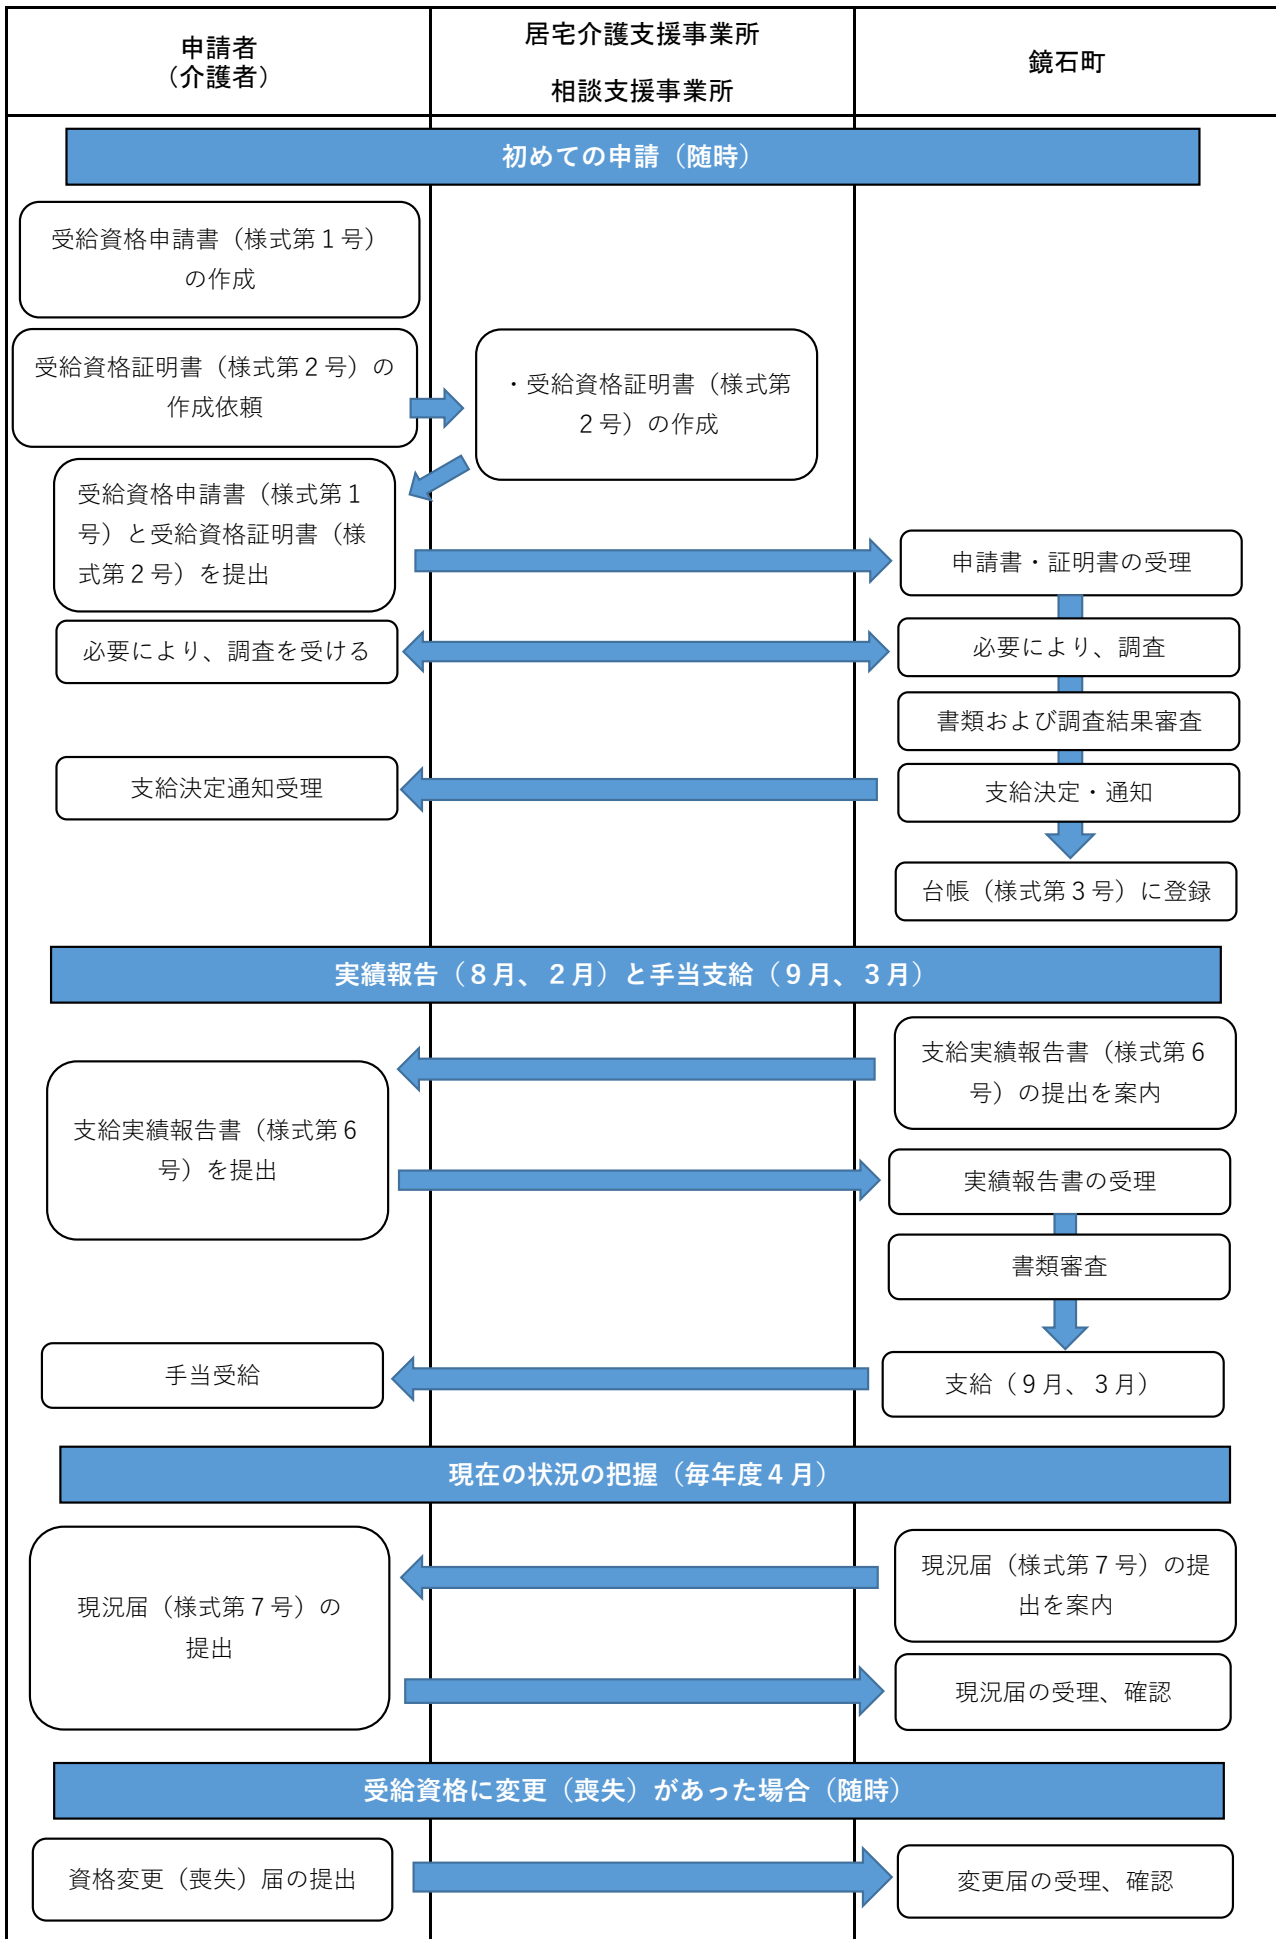 申請者
（介護者）
居宅介護支援事業所
相談支援事業所
鏡石町
初めての申請（随時）
受給資格申請書（様式第１号）
の作成
受給資格証明書（様式第２号）の
作成依頼
・受給資格証明書（様式第
２号）の作成
受給資格申請書（様式第１
号）と受給資格証明書（様
式第２号）を提出
申請書・証明書の受理
必要により、調査を受ける
必要により、調査
書類および調査結果審査
支給決定通知受理
支給決定・通知
台帳（様式第３号）に登録
実績報告（８月、２月）と手当支給（９月、３月）
支給実績報告書（様式第６
号）の提出を案内
支給実績報告書（様式第６
号）を提出
実績報告書の受理
書類審査
手当受給
支給（９月、３月）
現在の状況の把握（毎年度４月）
現況届（様式第７号）の提
出を案内
現況届（様式第７号）の
提出
現況届の受理、確認
受給資格に変更（喪失）があった場合（随時）
資格変更（喪失）届の提出
変更届の受理、確認